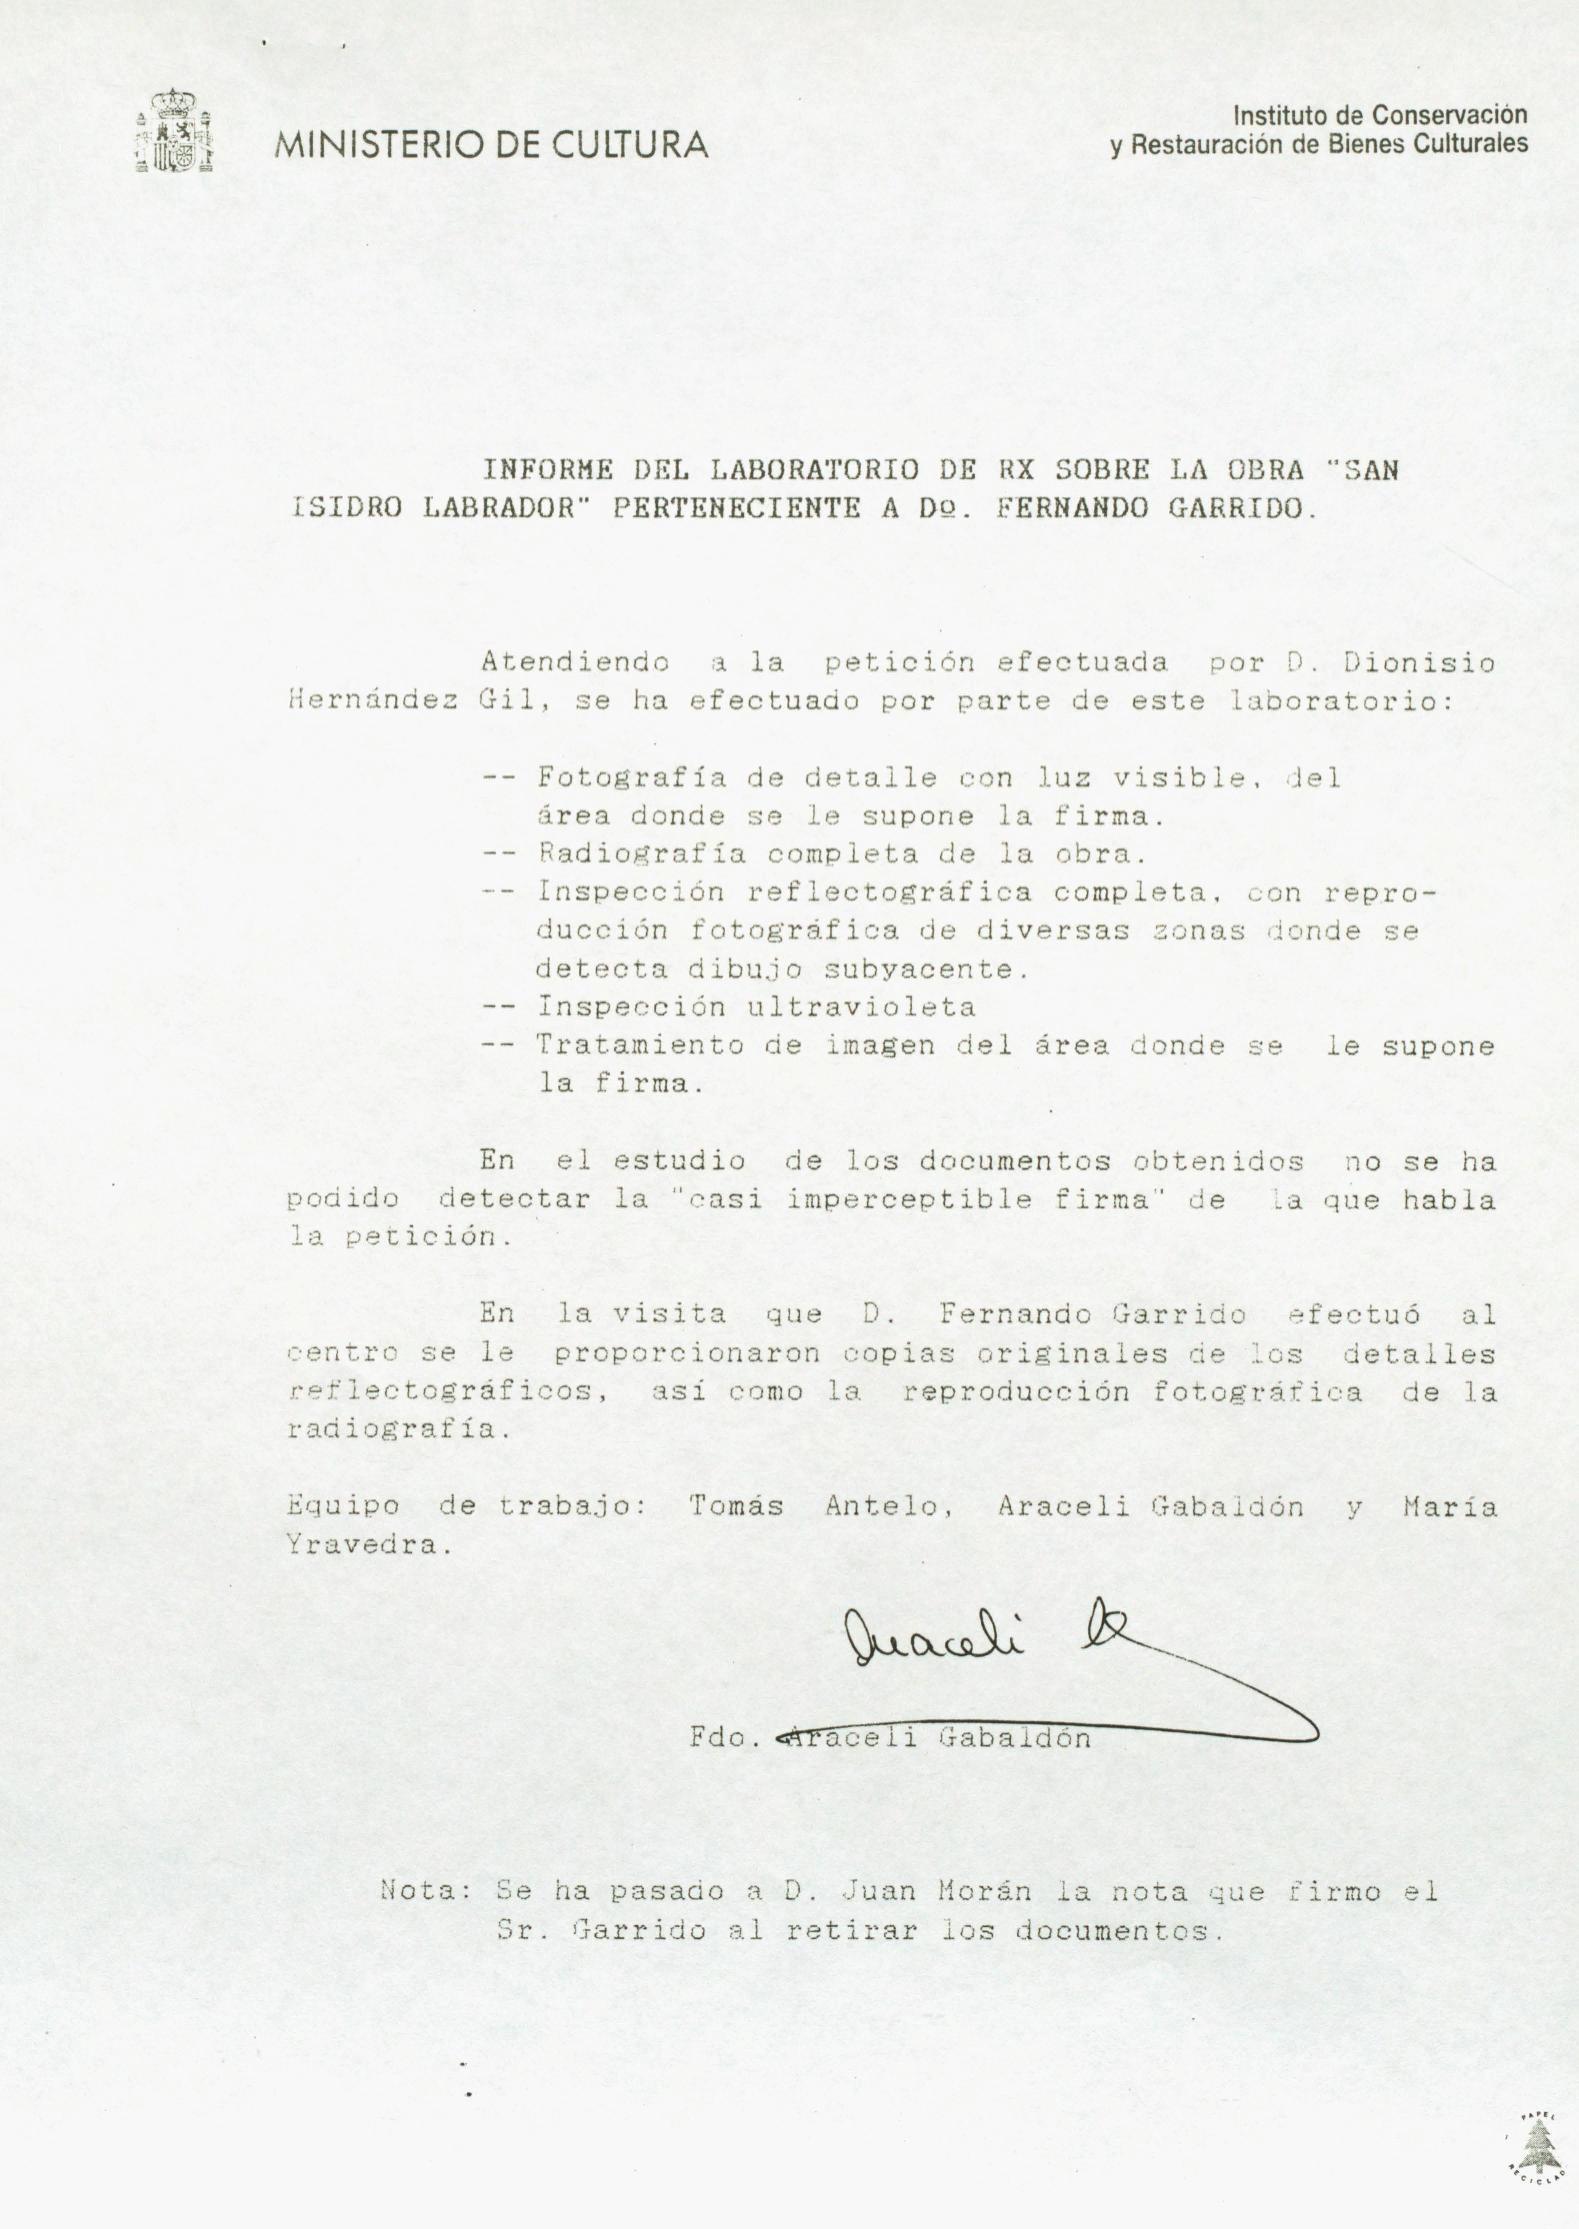 MINISTERIO DE CULTURA
Instituto de Conservación
y Restauración de Bienes Culturales
INFORME DEL LABORATORIO DE RX SOBRE LA OBRA "SAN
ISIDRO LABRADOR" PERTENECIENTE A Dº. FERNANDO GARRIDO.
Atendiendo a la petición efectuada por D. Dionisio
Hernández Gil, se ha efectuado por parte de este laboratorio:
-- Fotografía de detalle con luz visible, del
área donde se le supone la firma.
-- Radiografía completa de la obra.
-- Inspección reflectográfica completa, con repro-
ducción fotográfica de diversas zonas donde se
detecta dibujo subyacente.
-- Inspección ultravioleta
-- Tratamiento de imagen del área donde se le supone
la firma.
En el estudio de los documentos obtenidos no se ha
podido detectar la "casi imperceptible firma" de la que habla
la petición.
En la visita que D. Fernando Garrido efectuó al
centro se le proporcionaron copias originales de los detalles
reflectográficos, así como la reproducción fotográfica de la
radiografía.
Equipo de trabajo: Tomás Antelo, Araceli Gabaldón y María
Yravedra.
Araceli
Fdo. Araceli Gabaldón
Nota: Se ha pasado a D. Juan Morán la nota que firmo el
Sr. Garrido al retirar los documentos.
PAPEL
RECICLADO